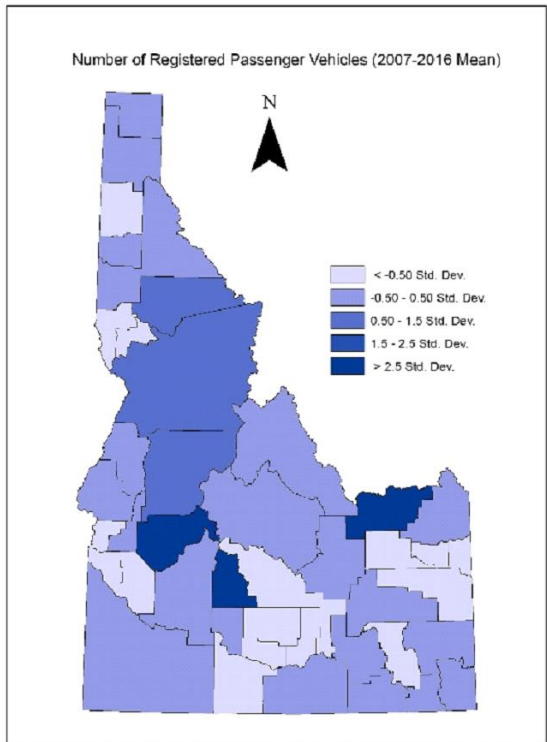 Number of Registered Passenger Vehicles (2007-2016 Mean)
N
< -0.50 Std. Dev.
-0.50 - 0.50 Std. Dev.
0.50 - 1.5 Std. Dev.
1.5 - 2.5 Std. Dev.
> 2.5 Std. Dev.